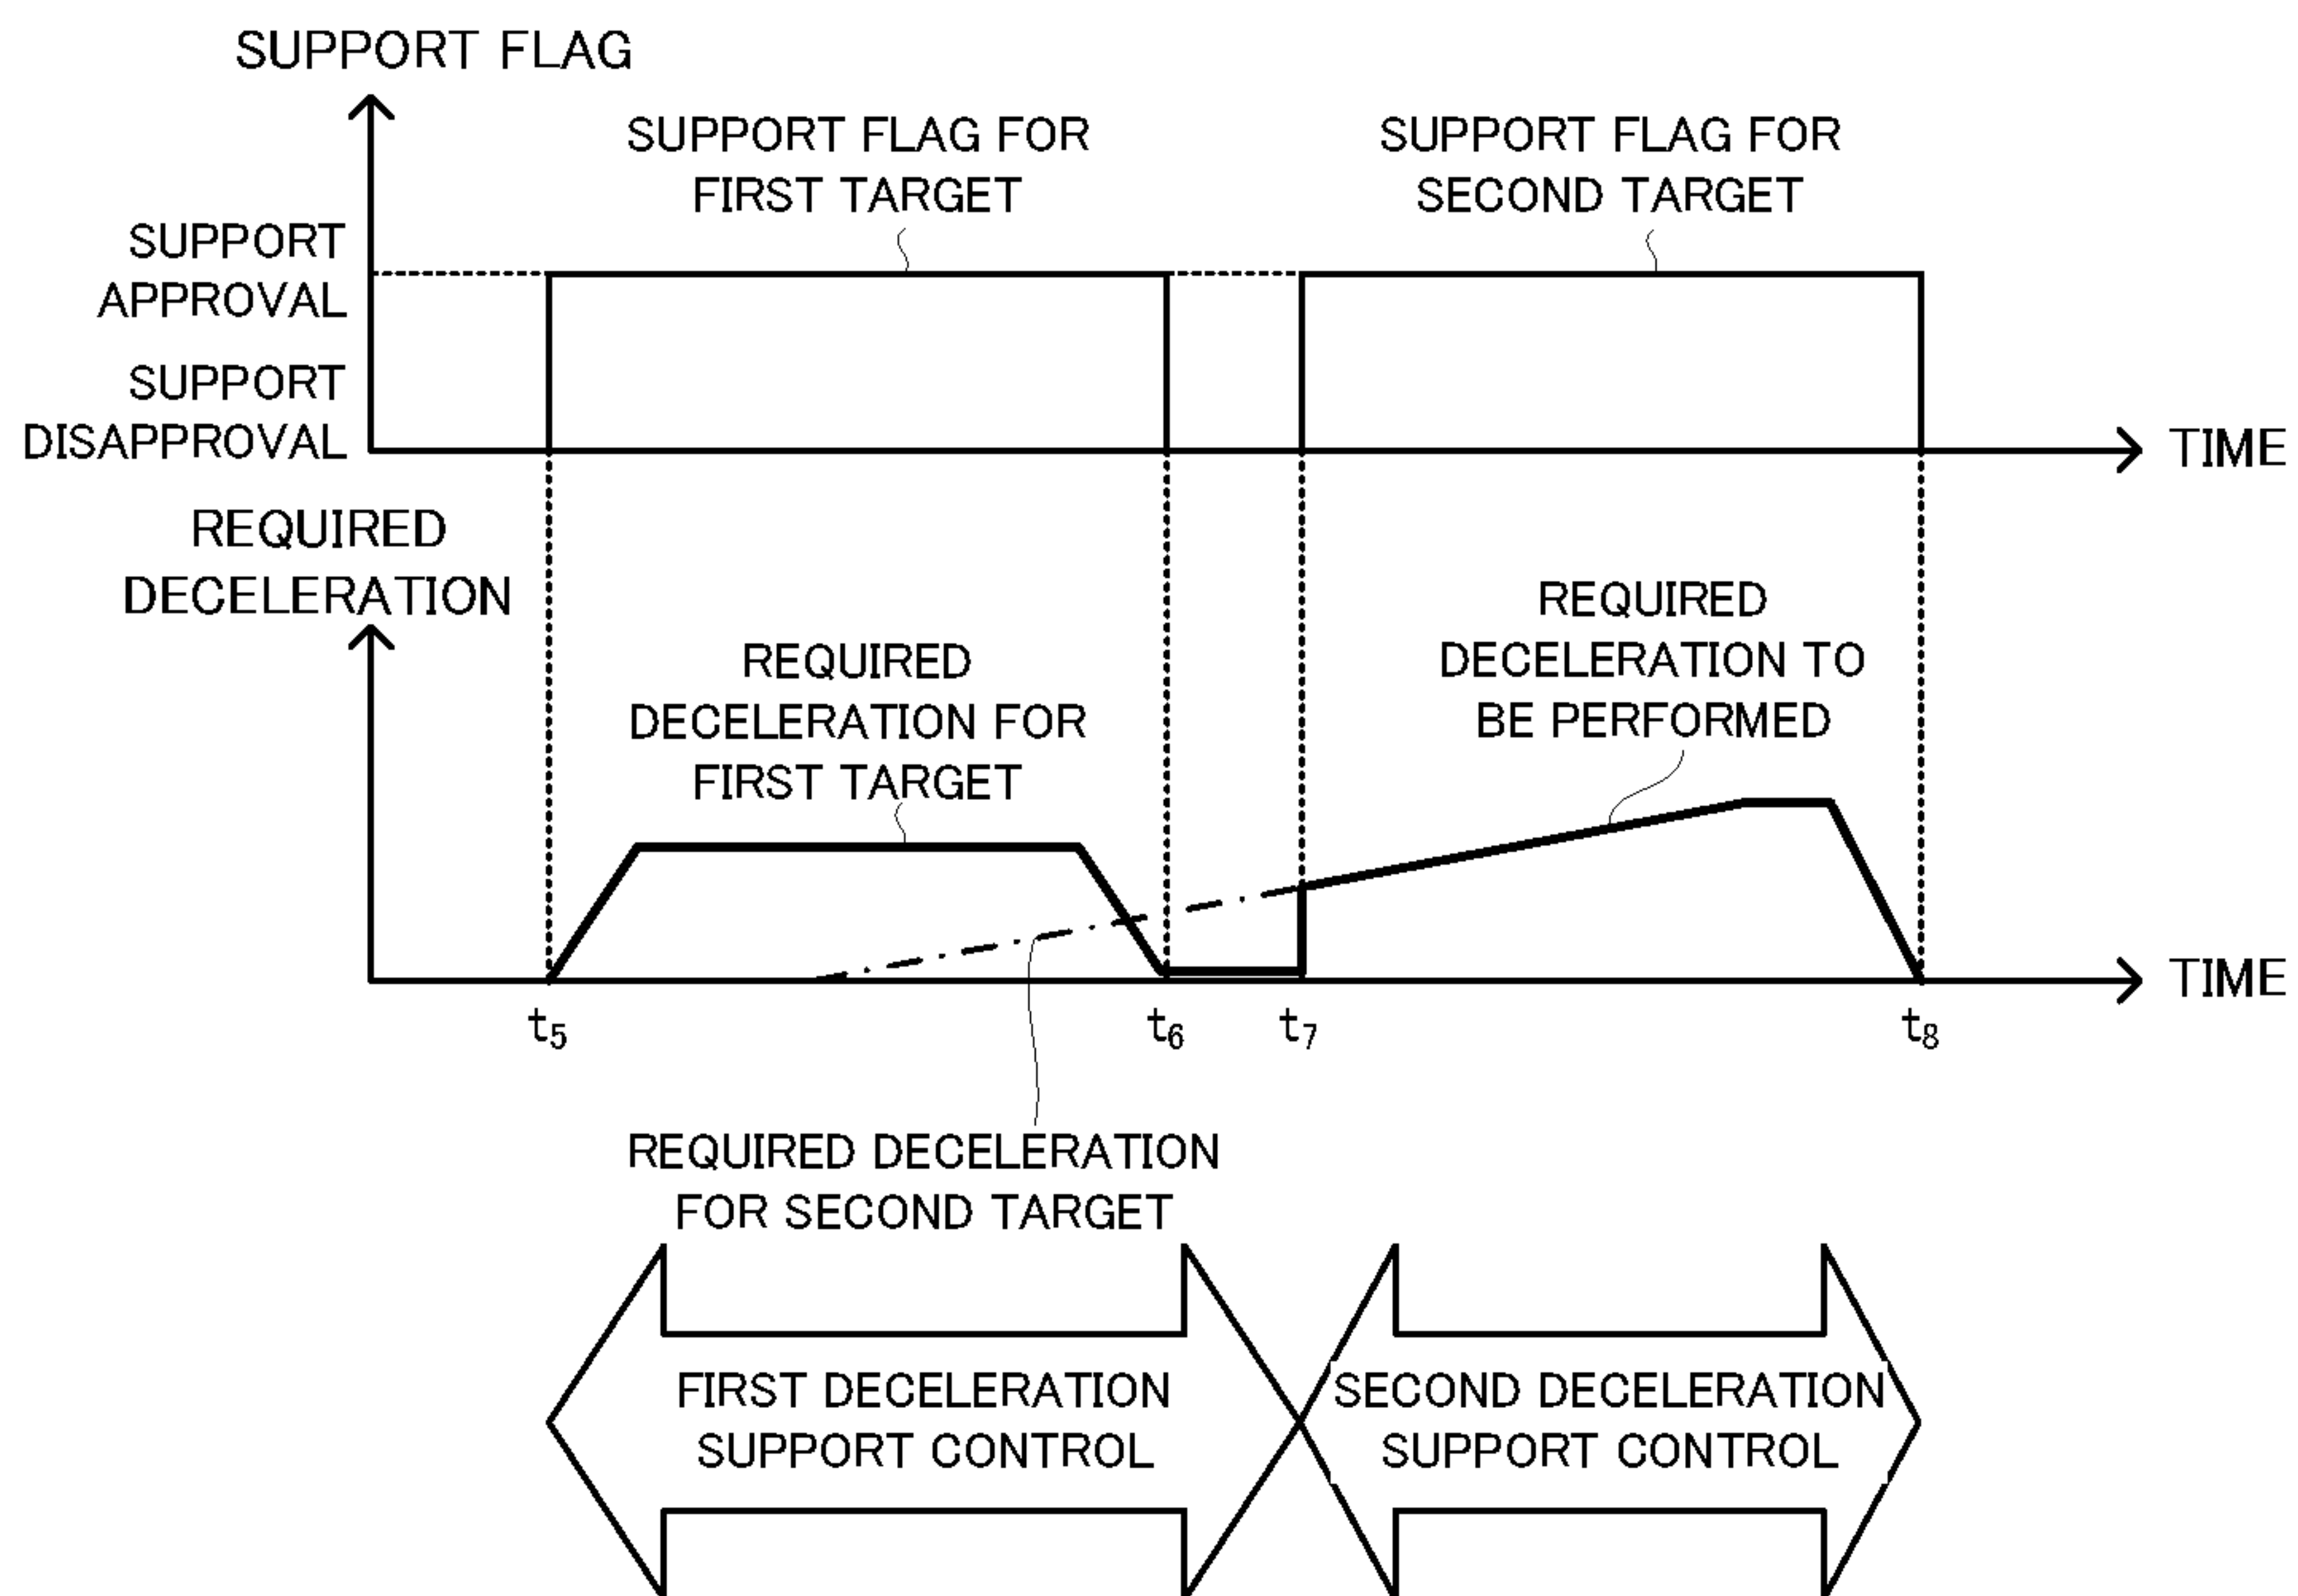 SUPPORT FLAG
SUPPORT FLAG FOR
FIRST TARGET
SUPPORT FLAG FOR
SECOND TARGET
SUPPORT
APPROVAL
SUPPORT
DISAPPROVAL
TIME
REQUIRED
DECELERATION
REQUIRED
DECELERATION FOR
FIRST TARGET
REQUIRED
DECELERATION TO
BE PERFORMED
TIME
t5
t6
t7
t8
REQUIRED DECELERATION
FOR SECOND TARGET
FIRST DECELERATION
SUPPORT CONTROL
SECOND DECELERATION
SUPPORT CONTROL